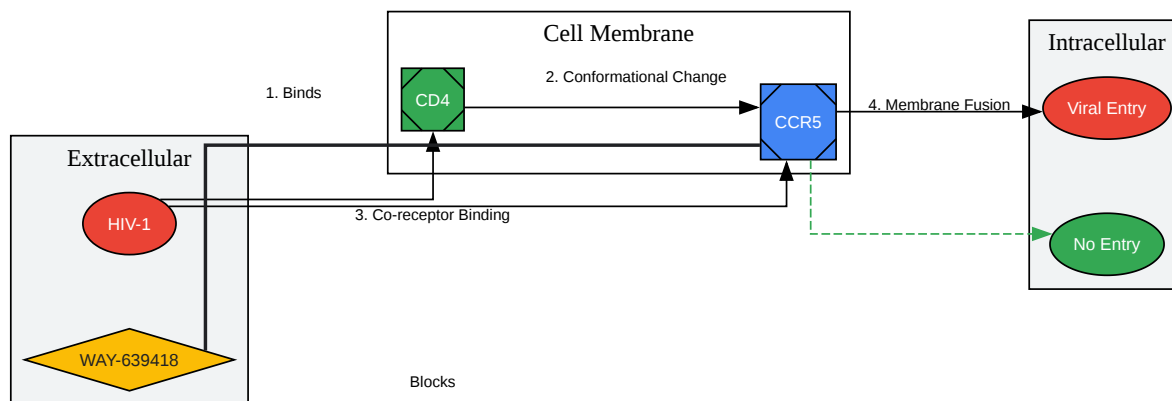 Cell Membrane
Intracellular
CD4
2. Conformational Change
1. Binds
CCR5
4. Membrane Fusion
Viral Entry
Extracellular
HIV-1
3. Co-receptor Binding
No Entry
WAY-639418
Blocks